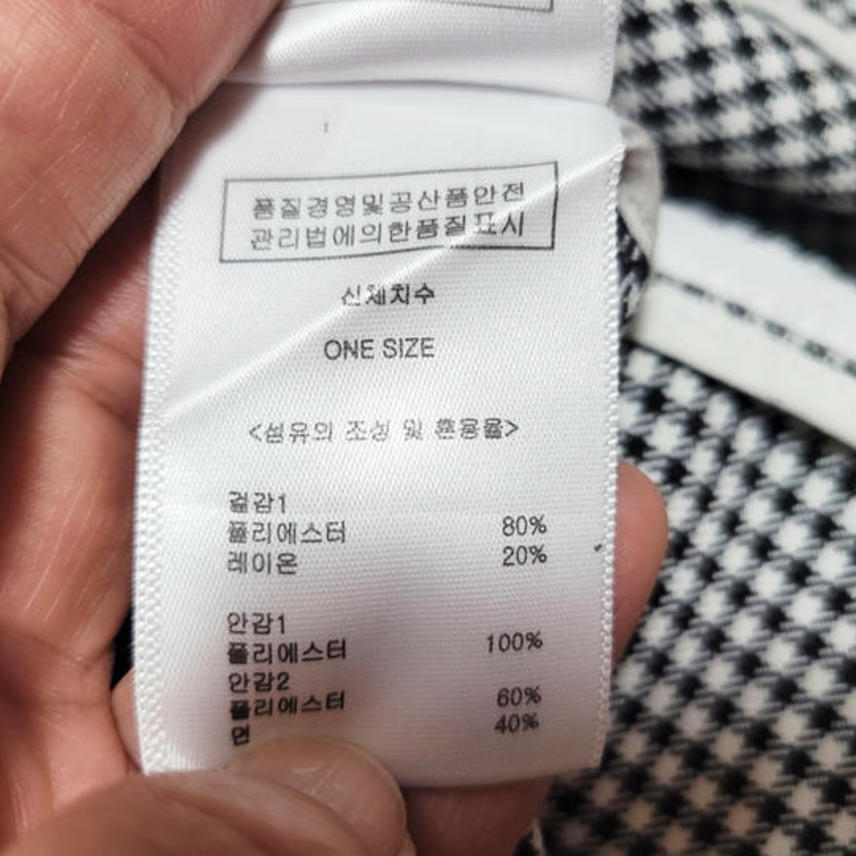 품질경영및공산품안전
관리법에의한품질표시
신체치수
ONE SIZE
<섬유의 조성 및 혼용율>
겉감1
폴리에스터 80%
레이온 20%
안감1
폴리에스터 100%
안감2
폴리에스터 60%
면 40%